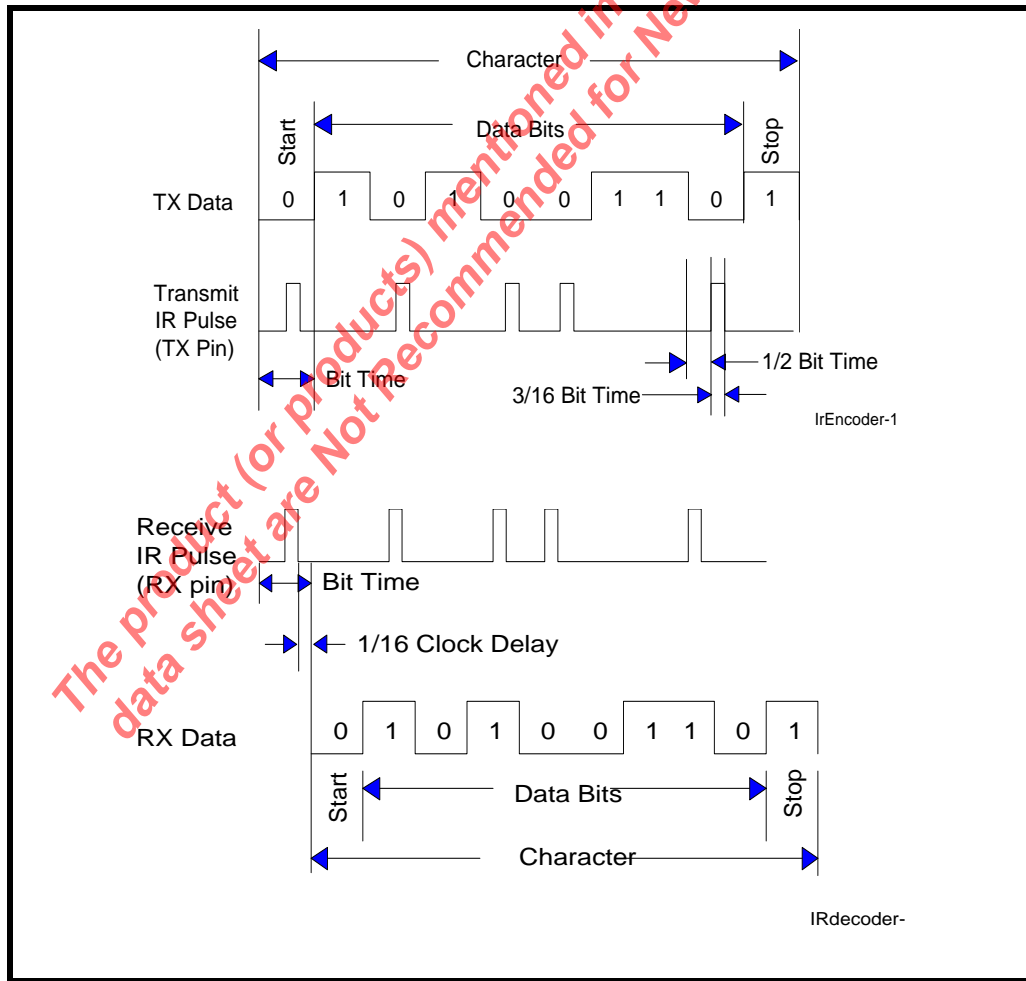 Character
Start
Data Bits
Stop
TX Data
0 1 0 1 0 0 1 1 0 1
Transmit
IR Pulse
(TX Pin)
Bit Time
1/2 Bit Time
3/16 Bit Time
IrEncoder-1
Receive
IR Pulse
(RX pin)
Bit Time
1/16 Clock Delay
RX Data
0 1 0 1 0 0 1 1 0 1
Start
Data Bits
Stop
Character
IRdecoder-
The product (or products) mentioned in
data sheet are Not Recommended for